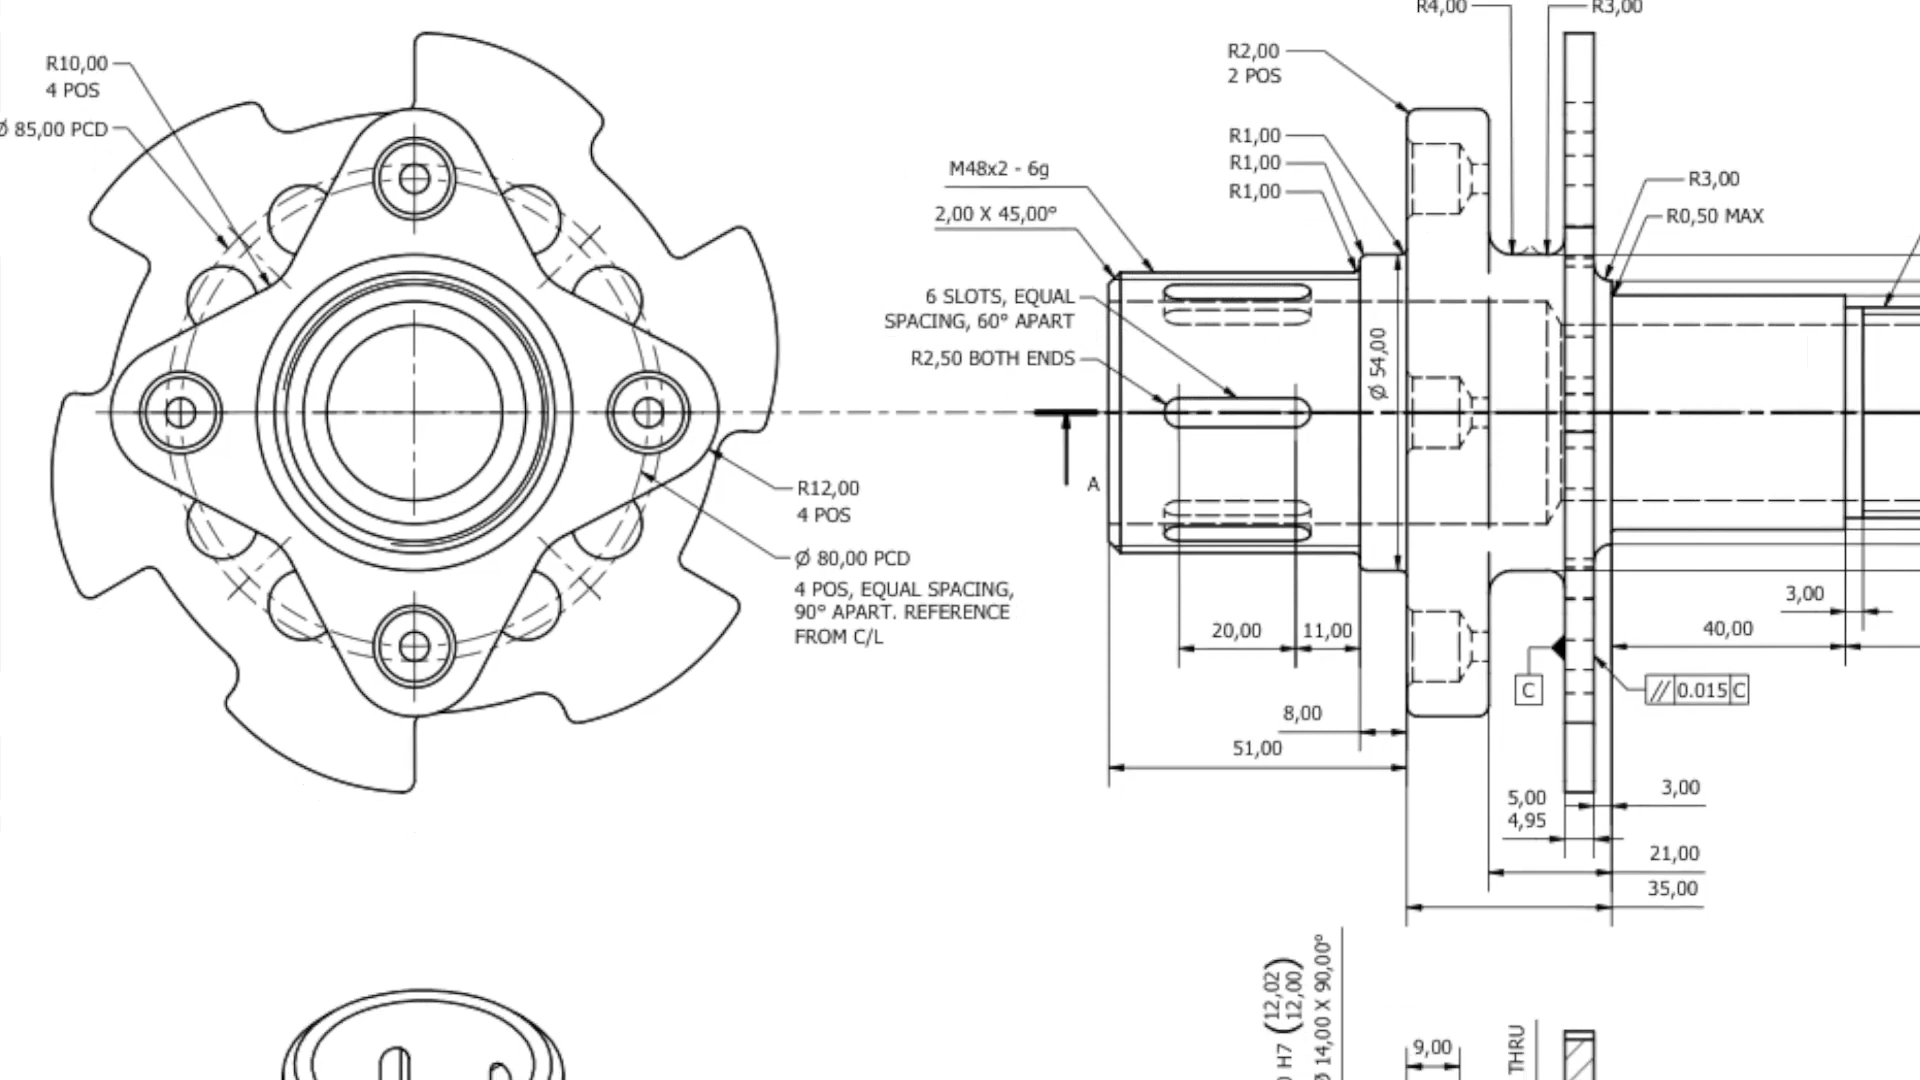 R10,00
4 POS
Ø 85,00 PCD
R12,00
4 POS
Ø 80,00 PCD
4 POS, EQUAL SPACING,
90° APART. REFERENCE
FROM C/L
R4,00
R3,00
R2,00
2 POS
R1,00
R1,00
R1,00
M48x2 - 6g
2,00 X 45,00°
6 SLOTS, EQUAL
SPACING, 60° APART
R2,50 BOTH ENDS
A
Ø 54,00
R3,00
R0,50 MAX
20,00
11,00
8,00
51,00
3,00
40,00
C
// 0.015 C
5,00
4,95
3,00
21,00
35,00
H7 (12,02
12,00)
14,00 X 90,00°
9,00
THRU